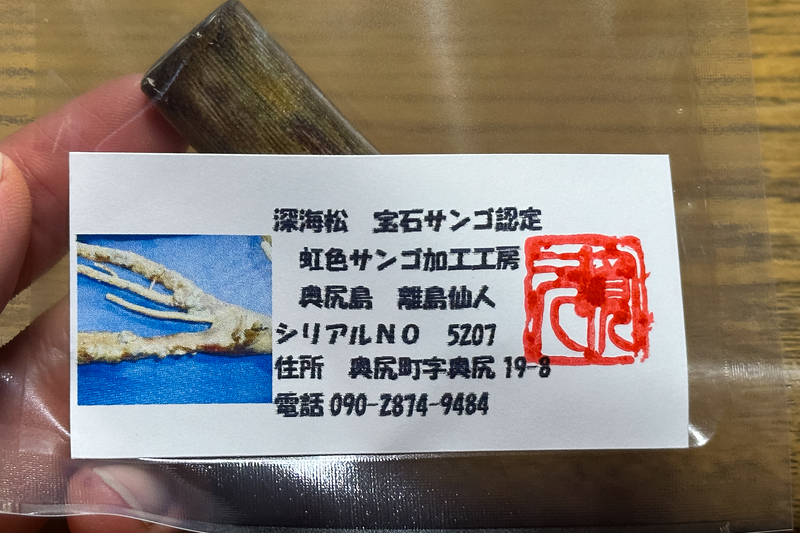 深海松　宝石サンゴ認定
虹色サンゴ加工工房
奥尻島　離島仙人
シリアルNO　5207
住所　奥尻町字奥尻 19-8
電話 090-2874-9484